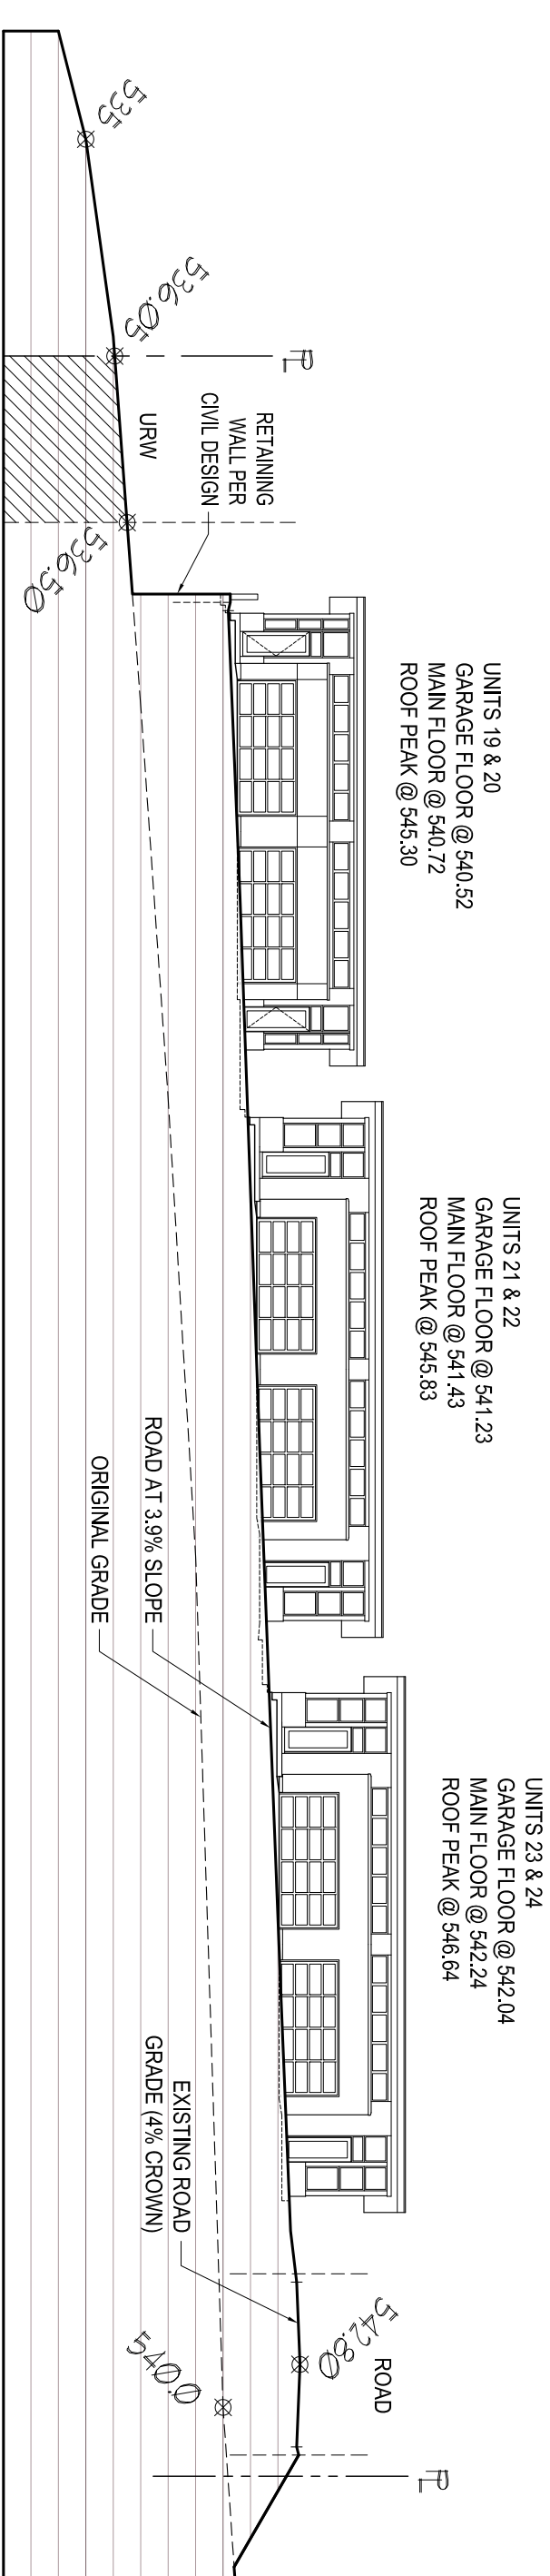 535
536.05
PL
URW
536.50
RETAINING
WALL PER
CIVIL DESIGN
UNITS 19 & 20
GARAGE FLOOR @ 540.52
MAIN FLOOR @ 540.72
ROOF PEAK @ 545.30
UNITS 21 & 22
GARAGE FLOOR @ 541.23
MAIN FLOOR @ 541.43
ROOF PEAK @ 545.83
ROAD AT 3.9% SLOPE
ORIGINAL GRADE
UNITS 23 & 24
GARAGE FLOOR @ 542.04
MAIN FLOOR @ 542.24
ROOF PEAK @ 546.64
EXISTING ROAD
GRADE (4% CROWN)
542.80
ROAD
540.0
PL